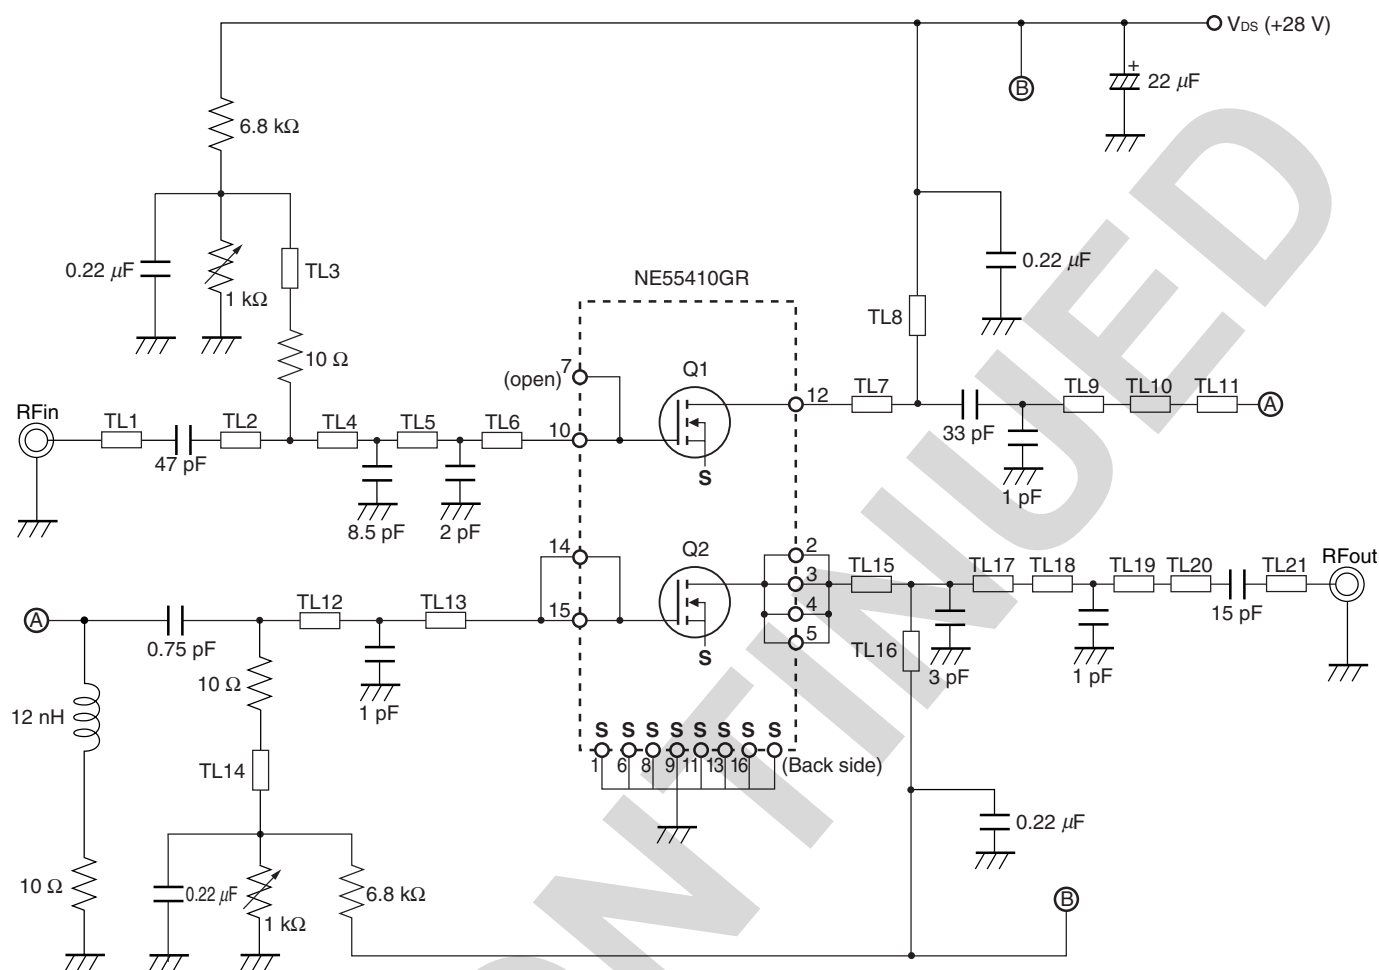 VDS (+28 V)
B
+
22 μF
6.8 kΩ
0.22 μF
1 kΩ
TL3
10 Ω
NE55410GR
0.22 μF
TL8
7
(open)
Q1
12
TL7
TL9
TL10
TL11
A
33 pF
1 pF
RFin
TL1
47 pF
TL2
TL4
TL5
TL6
10
8.5 pF
2 pF
S
14
15
Q2
S
2
3
4
5
TL15
TL17
TL18
TL19
TL20
TL21
RFout
15 pF
TL16
3 pF
1 pF
A
0.75 pF
TL12
TL13
1 pF
12 nH
10 Ω
TL14
S S S S S S S S
1 6 8 9 11 13 16 (Back side)
0.22 μF
10 Ω
0.22 μF
1 kΩ
6.8 kΩ
B
ONTINUED